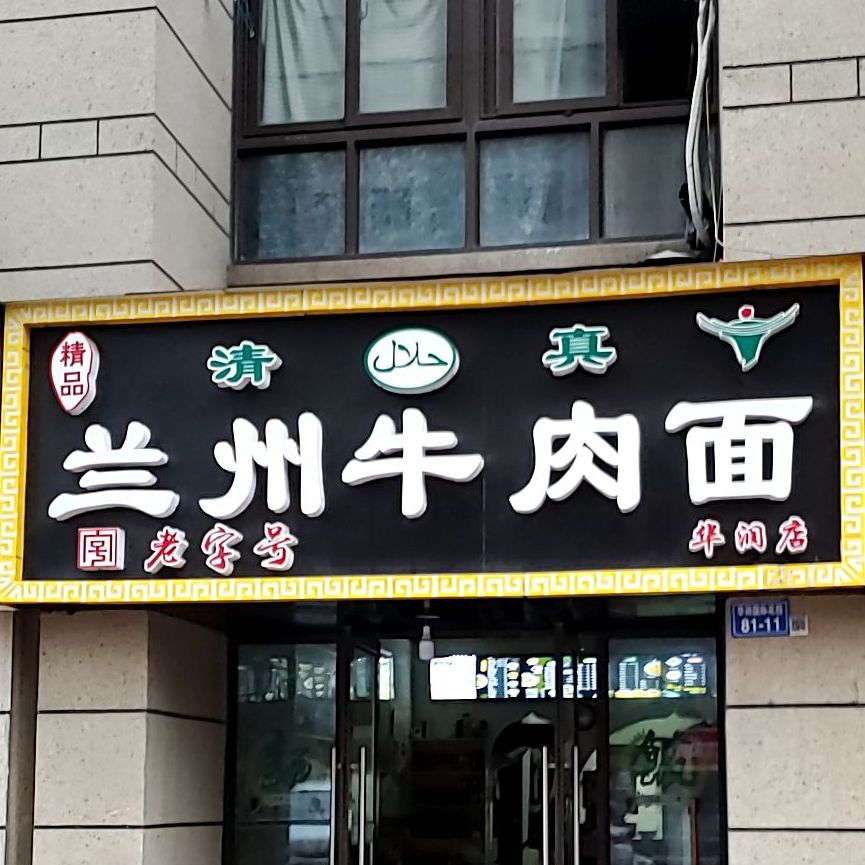 精品
清 حلال 真
兰州牛肉面
老字号
华润店
81-11